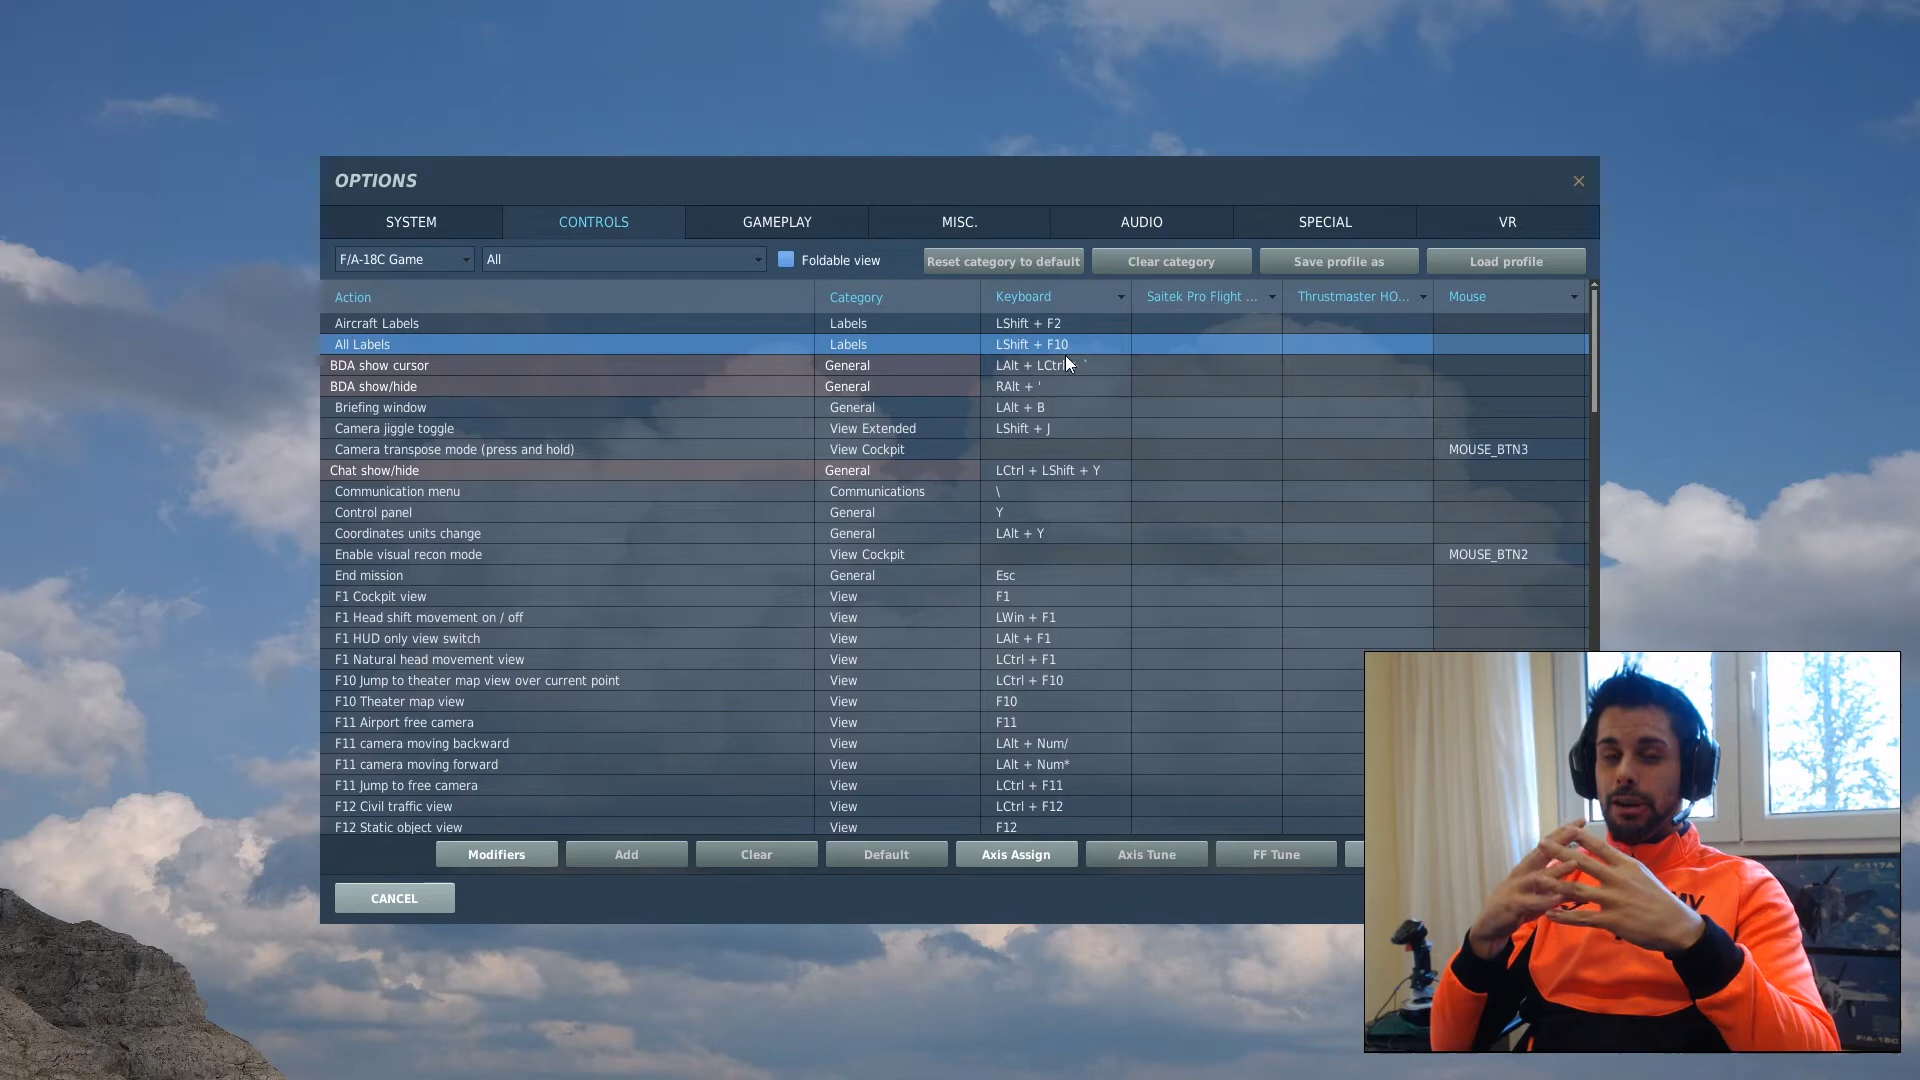 OPTIONS ×
SYSTEM CONTROLS GAMEPLAY MISC. AUDIO SPECIAL VR
F/A-18C Game All Foldable view Reset category to default Clear category Save profile as Load profile
Action Category Keyboard Saitek Pro Flight ... Thrustmaster HO... Mouse
Aircraft Labels Labels LShift + F2
All Labels Labels LShift + F10
BDA show cursor General LAlt + LCtrl `
BDA show/hide General RAlt + '
Briefing window General LAlt + B
Camera jiggle toggle View Extended LShift + J
Camera transpose mode (press and hold) View Cockpit MOUSE_BTN3
Chat show/hide General LCtrl + LShift + Y
Communication menu Communications \
Control panel General Y
Coordinates units change General LAlt + Y
Enable visual recon mode View Cockpit MOUSE_BTN2
End mission General Esc
F1 Cockpit view View F1
F1 Head shift movement on / off View LWin + F1
F1 HUD only view switch View LAlt + F1
F1 Natural head movement view View LCtrl + F1
F10 Jump to theater map view over current point View LCtrl + F10
F10 Theater map view View F10
F11 Airport free camera View F11
F11 camera moving backward View LAlt + Num/
F11 camera moving forward View LAlt + Num*
F11 Jump to free camera View LCtrl + F11
F12 Civil traffic view View LCtrl + F12
F12 Static object view View F12
Modifiers Add Clear Default Axis Assign Axis Tune FF Tune
CANCEL
F-117A
F/A-18C